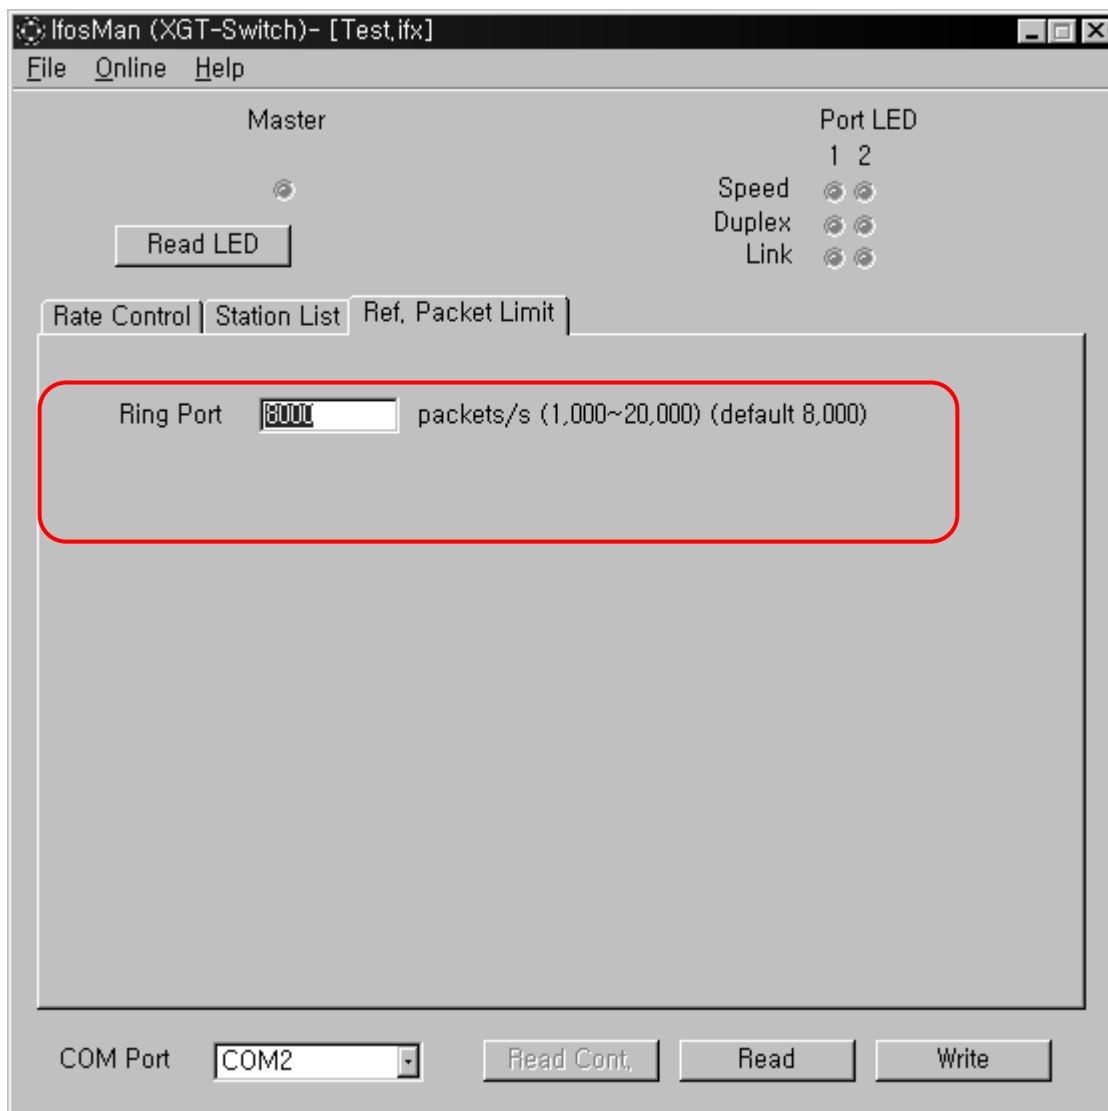 IfosMan (XGT-Switch)- [Test,ifx]
File Online Help
Master
Port LED
1 2
Speed
Duplex
Link
Read LED
Rate Control Station List Ref, Packet Limit
Ring Port 8000 packets/s (1,000~20,000) (default 8,000)
COM Port COM2 Read Cont, Read Write